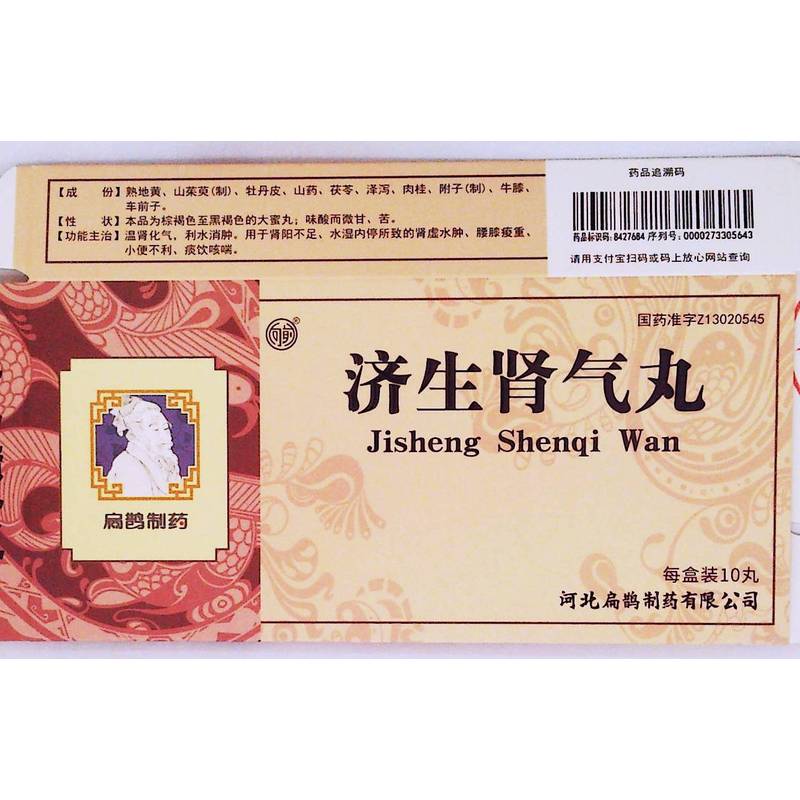 【成　份】熟地黄、山茱萸(制)、牡丹皮、山药、茯苓、泽泻、肉桂、附子(制)、牛膝、
车前子。
【性　状】本品为棕褐色至黑褐色的大蜜丸；味酸而微甘、苦。
【功能主治】温肾化气，利水消肿。用于肾阳不足、水湿内停所致的肾虚水肿、腰膝痠重、
小便不利、痰饮咳喘。
药品追溯码
药品标识码：8427684 序列号：0000273305643
请用支付宝扫码或码上放心网站查询
国药准字Z13020545
济生肾气丸
Jisheng Shenqi Wan
扁鹊制药
每盒装10丸
河北扁鹊制药有限公司